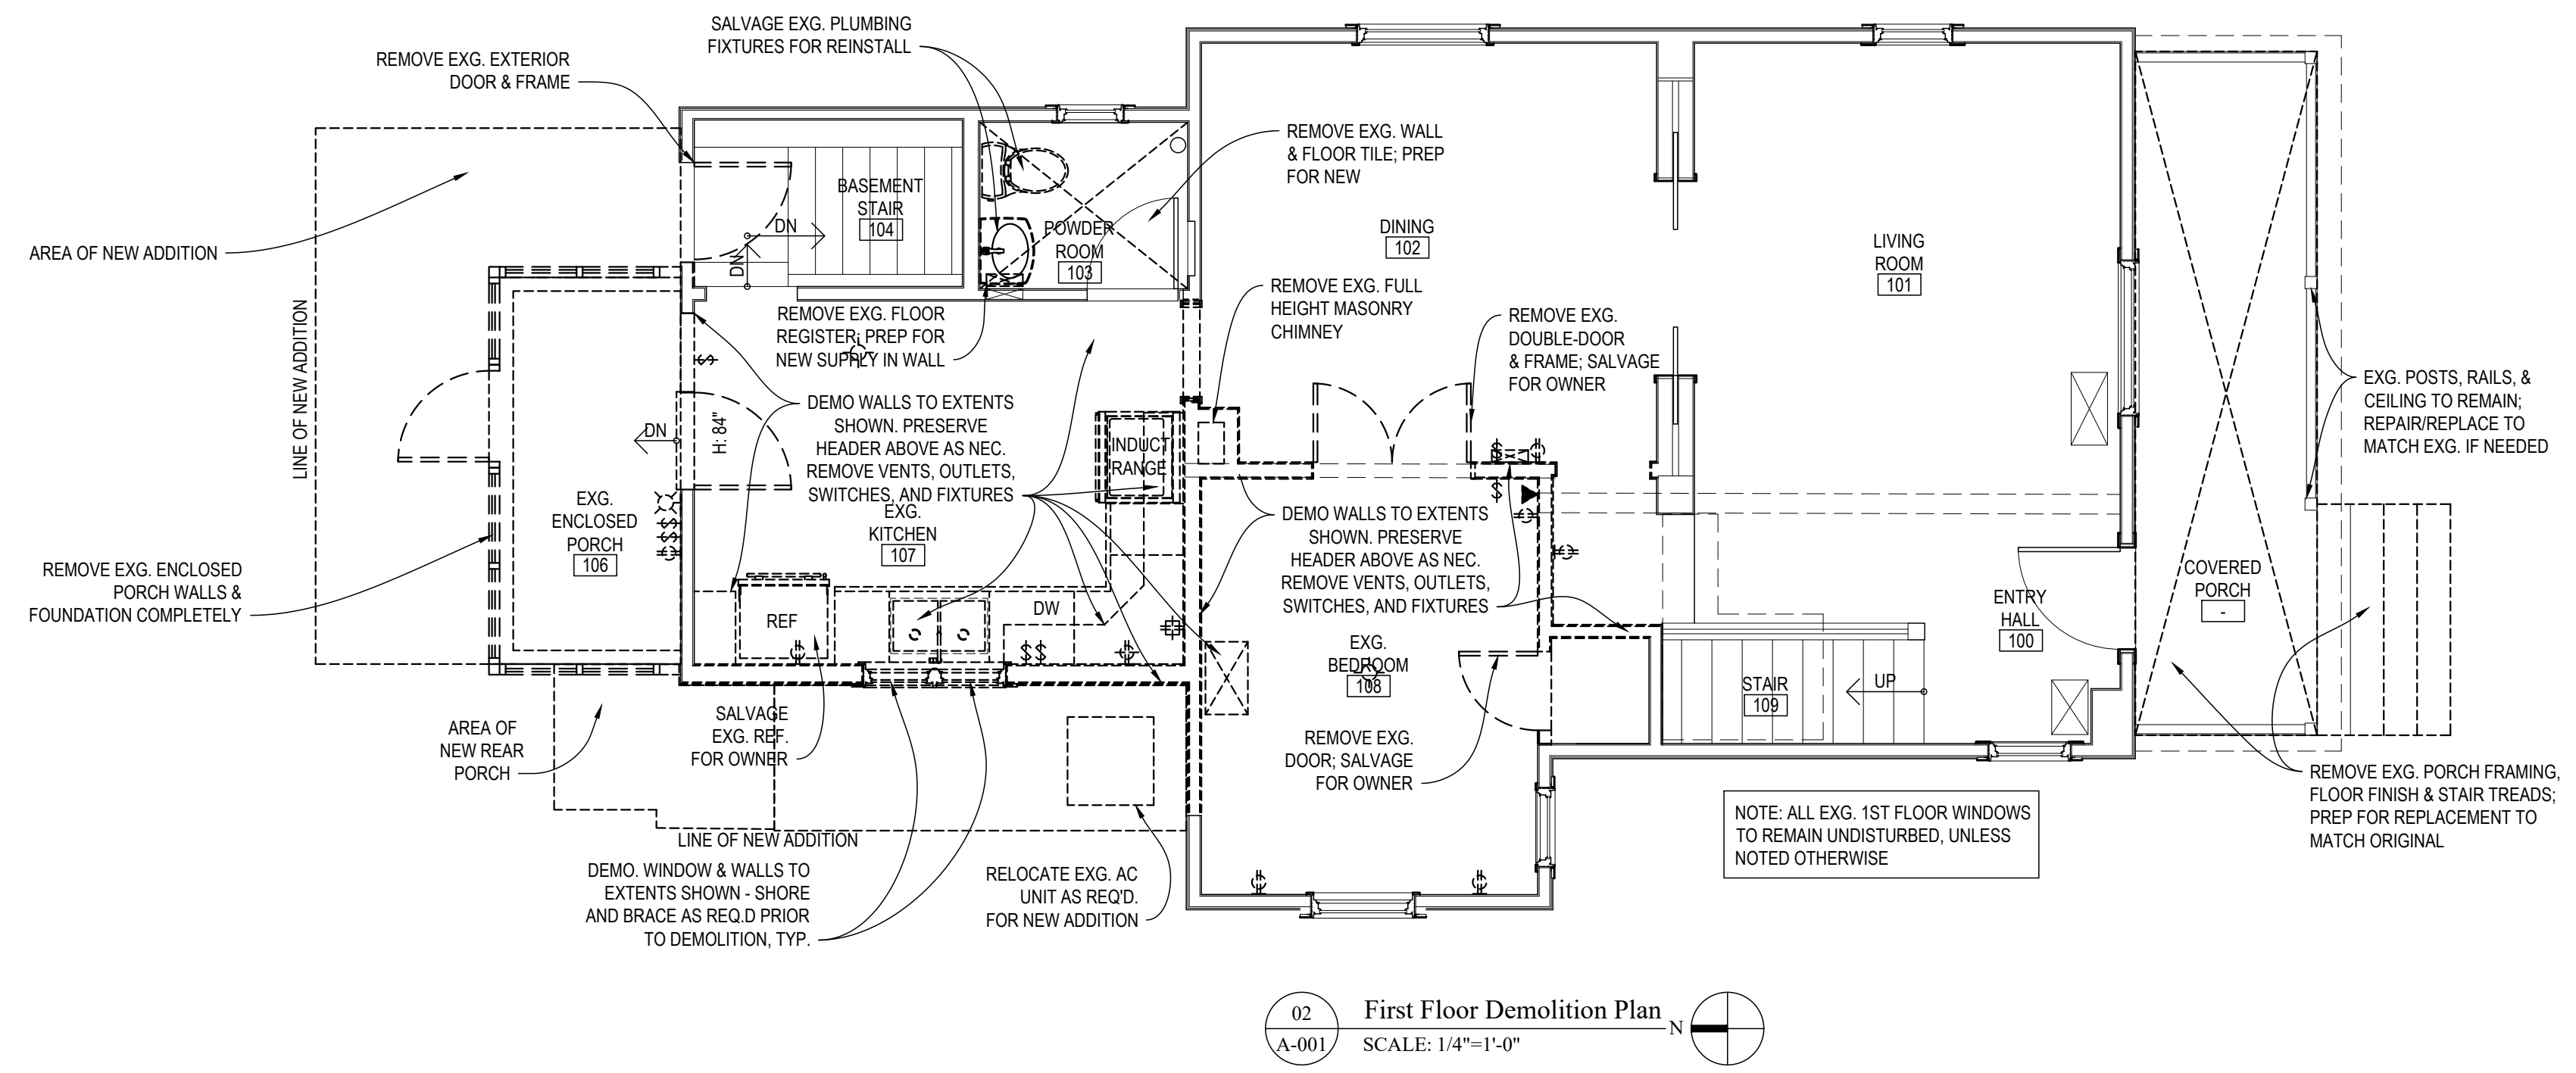 SALVAGE EXG. PLUMBING
FIXTURES FOR REINSTALL
REMOVE EXG. EXTERIOR
DOOR & FRAME
REMOVE EXG. WALL
& FLOOR TILE; PREP
FOR NEW
BASEMENT
STAIR
104
DN
DN
POWDER
ROOM
103
DINING
102
LIVING
ROOM
101
AREA OF NEW ADDITION
LINE OF NEW ADDITION
REMOVE EXG. FLOOR
REGISTER; PREP FOR
NEW SUPPLY IN WALL
REMOVE EXG. FULL
HEIGHT MASONRY
CHIMNEY
REMOVE EXG.
DOUBLE-DOOR
& FRAME; SALVAGE
FOR OWNER
EXG. POSTS, RAILS, &
CEILING TO REMAIN;
REPAIR/REPLACE TO
MATCH EXG. IF NEEDED
DN
H: 84"
DEMO WALLS TO EXTENTS
SHOWN. PRESERVE
HEADER ABOVE AS NEC.
REMOVE VENTS, OUTLETS,
SWITCHES, AND FIXTURES
INDUCT
RANGE
EXG.
ENCLOSED
PORCH
106
EXG.
KITCHEN
107
DEMO WALLS TO EXTENTS
SHOWN. PRESERVE
HEADER ABOVE AS NEC.
REMOVE VENTS, OUTLETS,
SWITCHES, AND FIXTURES
REMOVE EXG. ENCLOSED
PORCH WALLS &
FOUNDATION COMPLETELY
REF
DW
EXG.
BEDROOM
108
ENTRY
HALL
100
COVERED
PORCH
-
STAIR
109
UP
AREA OF
NEW REAR
PORCH
SALVAGE
EXG. REF.
FOR OWNER
REMOVE EXG.
DOOR; SALVAGE
FOR OWNER
REMOVE EXG. PORCH FRAMING,
FLOOR FINISH & STAIR TREADS;
PREP FOR REPLACEMENT TO
MATCH ORIGINAL
LINE OF NEW ADDITION
DEMO. WINDOW & WALLS TO
EXTENTS SHOWN - SHORE
AND BRACE AS REQ.D PRIOR
TO DEMOLITION, TYP.
RELOCATE EXG. AC
UNIT AS REQ'D.
FOR NEW ADDITION
NOTE: ALL EXG. 1ST FLOOR WINDOWS
TO REMAIN UNDISTURBED, UNLESS
NOTED OTHERWISE
02
A-001
First Floor Demolition Plan
SCALE: 1/4"=1'-0"
N